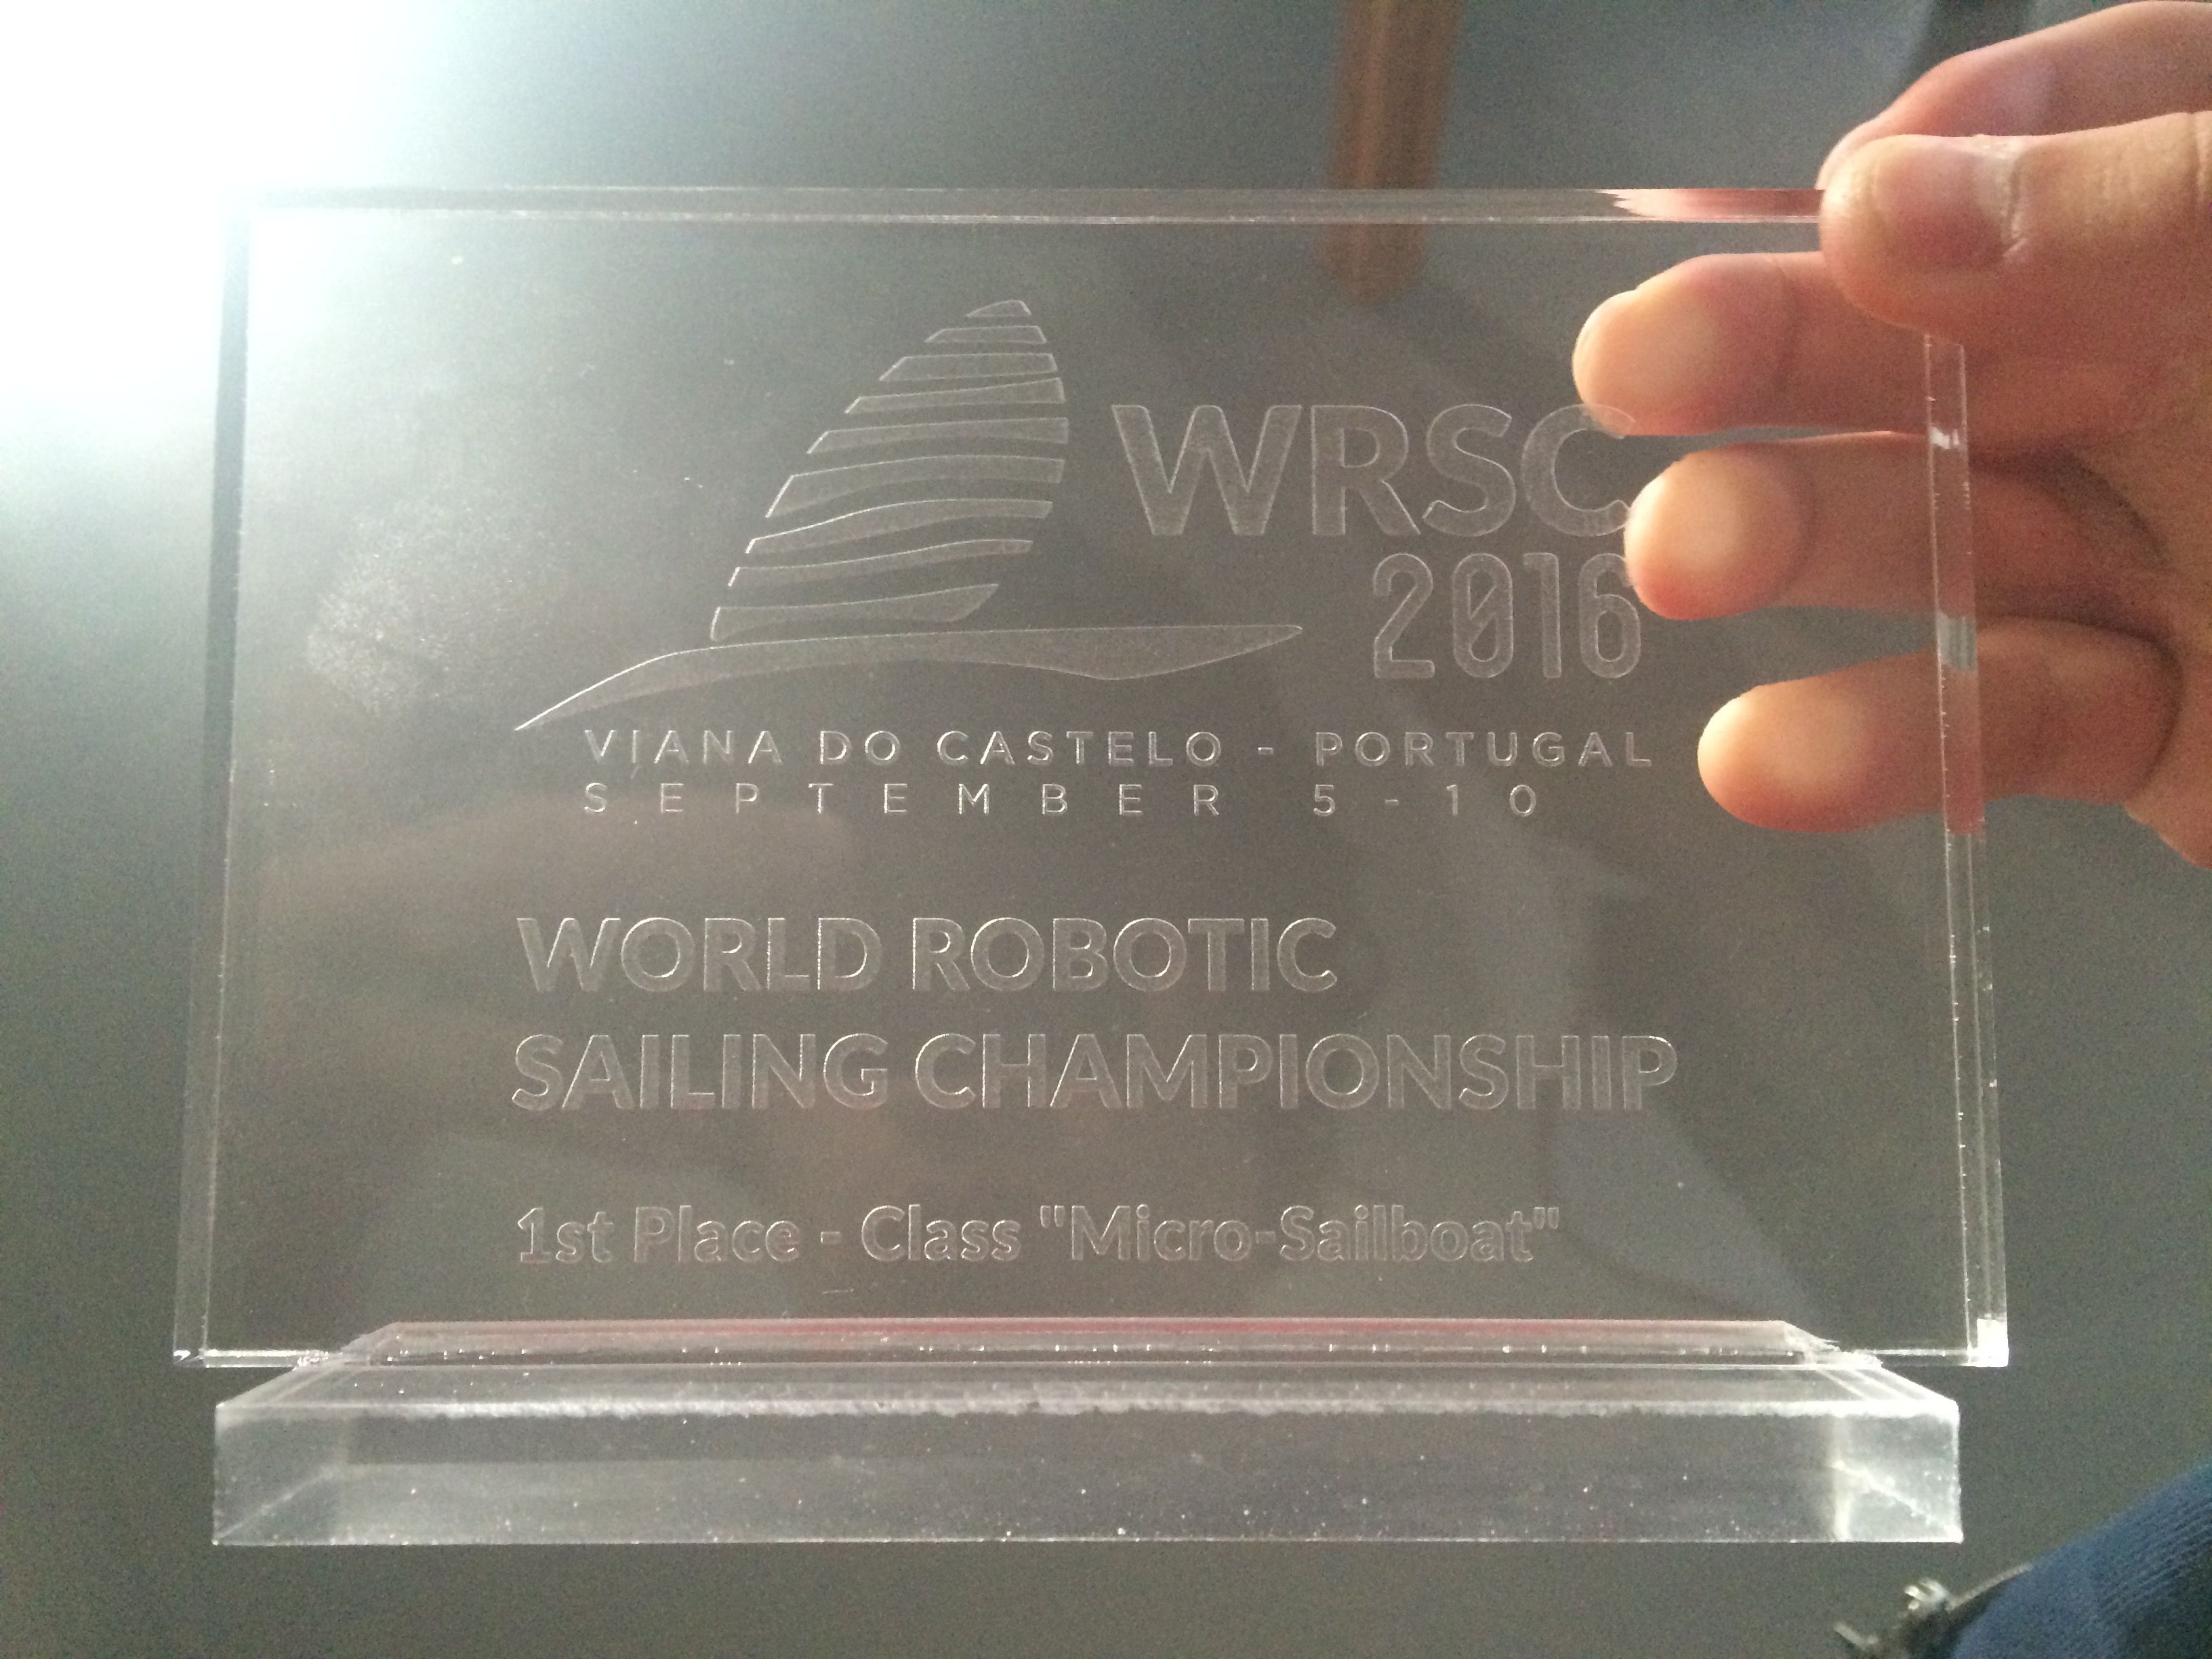 WRSC
2016
VIANA DO CASTELO - PORTUGAL
SEPTEMBER 5-10
WORLD ROBOTIC
SAILING CHAMPIONSHIP
1st Place - Class "Micro-Sailboat"